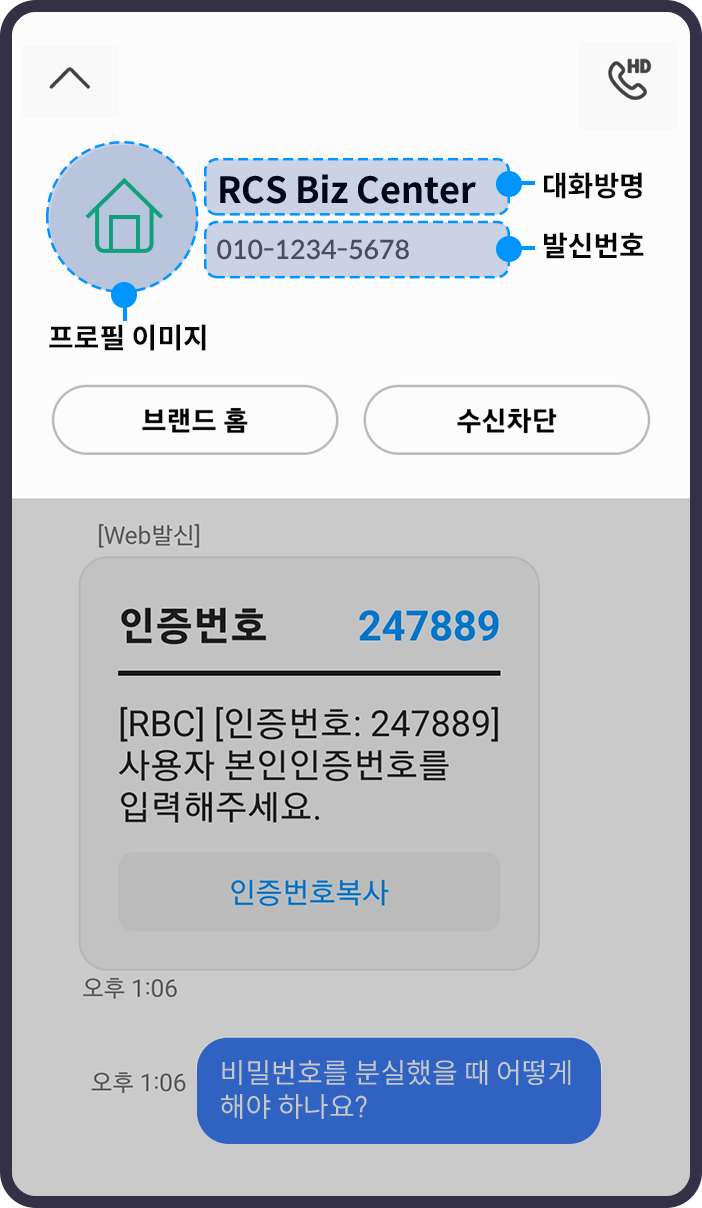 HD
RCS Biz Center
대화방명
010-1234-5678
발신번호
프로필 이미지
브랜드 홈
수신차단
[Web발신]
인증번호 247889
[RBC] [인증번호: 247889]
사용자 본인인증번호를
입력해주세요.
인증번호복사
오후 1:06
오후 1:06
비밀번호를 분실했을 때 어떻게
해야 하나요?